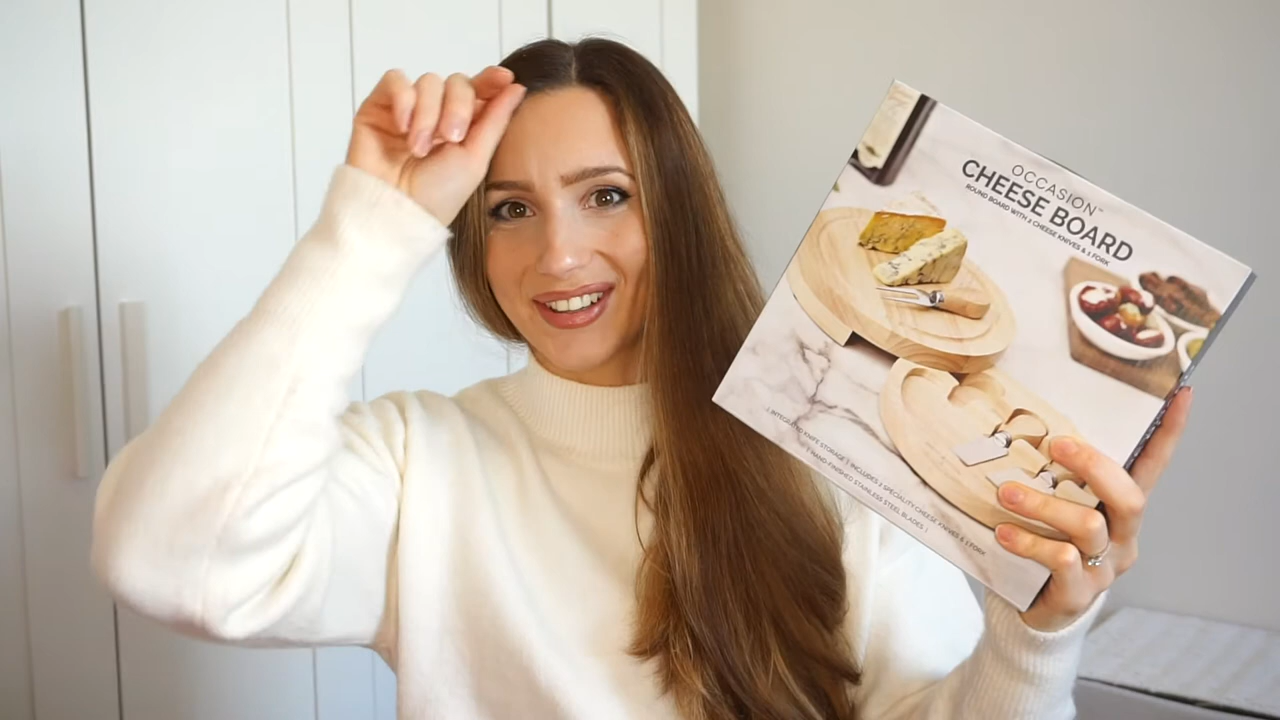 OCCASION™
CHEESE BOARD
ROUND BOARD WITH 3 CHEESE KNIVES & 1 FORK
| INTEGRATED KNIFE STORAGE | INCLUDES 3 SPECIALITY CHEESE KNIVES & 1 FORK
| HAND-FINISHED STAINLESS STEEL BLADES |